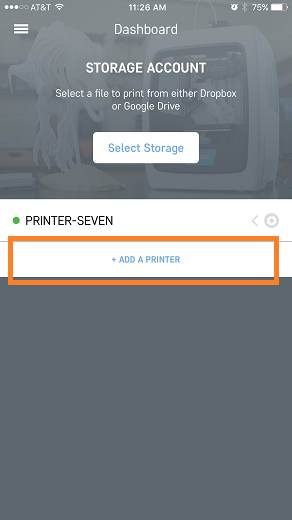 AT&T 11:26 AM 75%
Dashboard
STORAGE ACCOUNT
Select a file to print from either Dropbox
or Google Drive
Select Storage
PRINTER-SEVEN
+ ADD A PRINTER